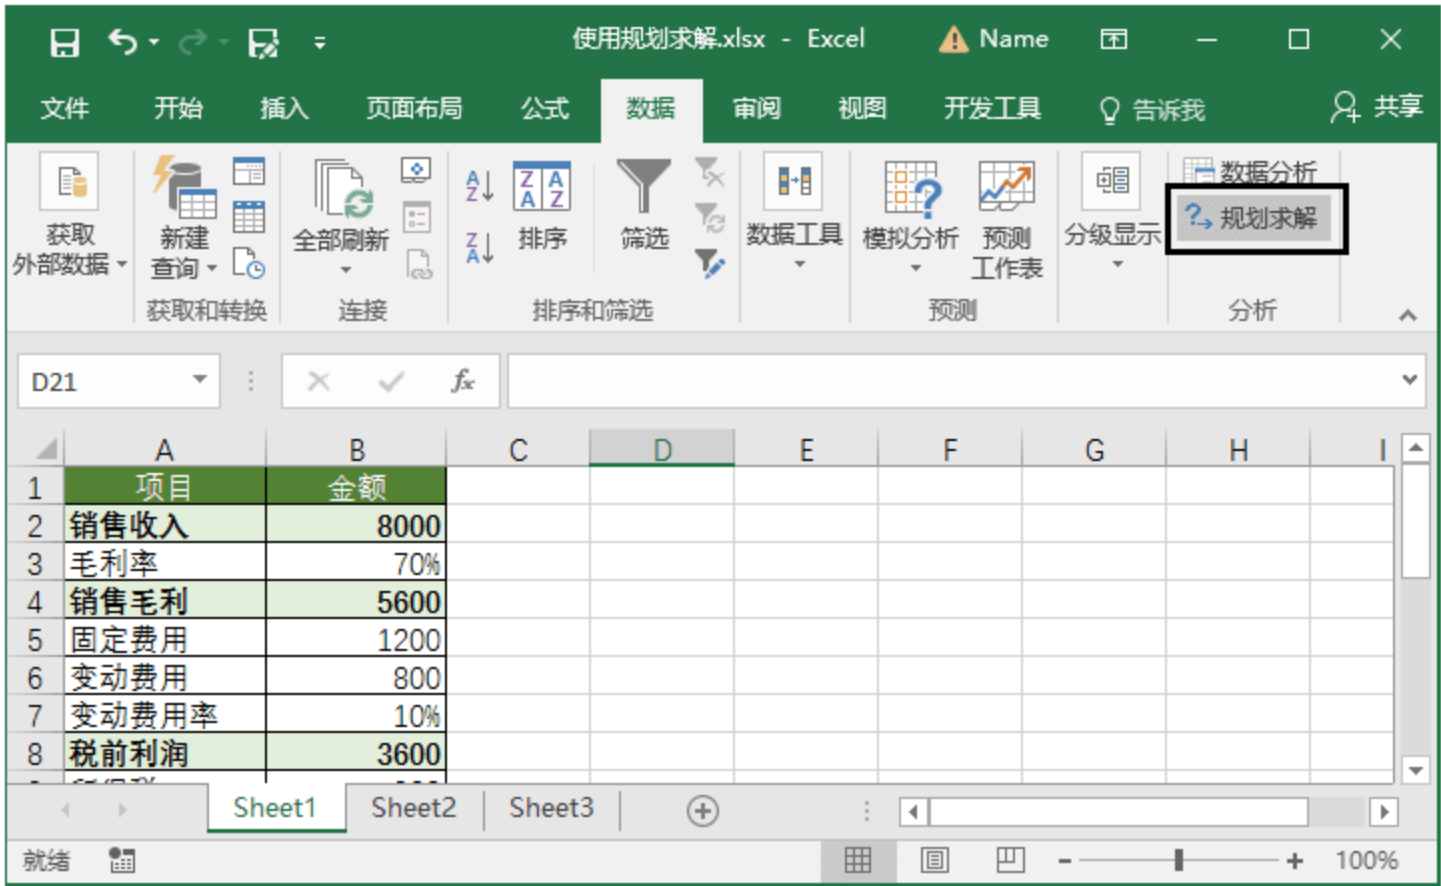 使用规划求解.xlsx - Excel
Name
文件 开始 插入 页面布局 公式 数据 审阅 视图 开发工具 告诉我 共享
获取
外部数据
新建
查询
全部刷新
排序
筛选
数据工具
模拟分析
预测
工作表
分级显示
数据分析
规划求解
获取和转换 连接 排序和筛选 预测 分析
D21
fx
A B C D E F G H I
1 项目 金额
2 销售收入 8000
3 毛利率 70%
4 销售毛利 5600
5 固定费用 1200
6 变动费用 800
7 变动费用率 10%
8 税前利润 3600
Sheet1 Sheet2 Sheet3
就绪 100%